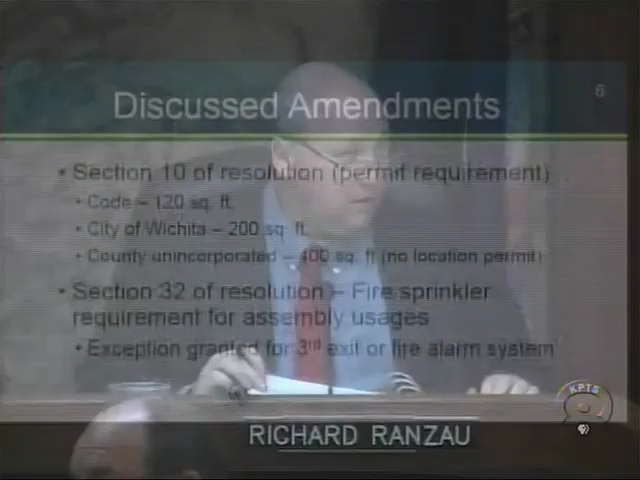 Discussed Amendments
6
• Section 10 of resolution (permit requirement)
• Code – 120 sq. ft.
• City of Wichita – 200 sq. ft.
• County unincorporated – 400 sq. ft (no location permit)
• Section 32 of resolution – Fire sprinkler
requirement for assembly usages
• Exception granted for 3rd exit or fire alarm system
KPTS
RICHARD RANZAU